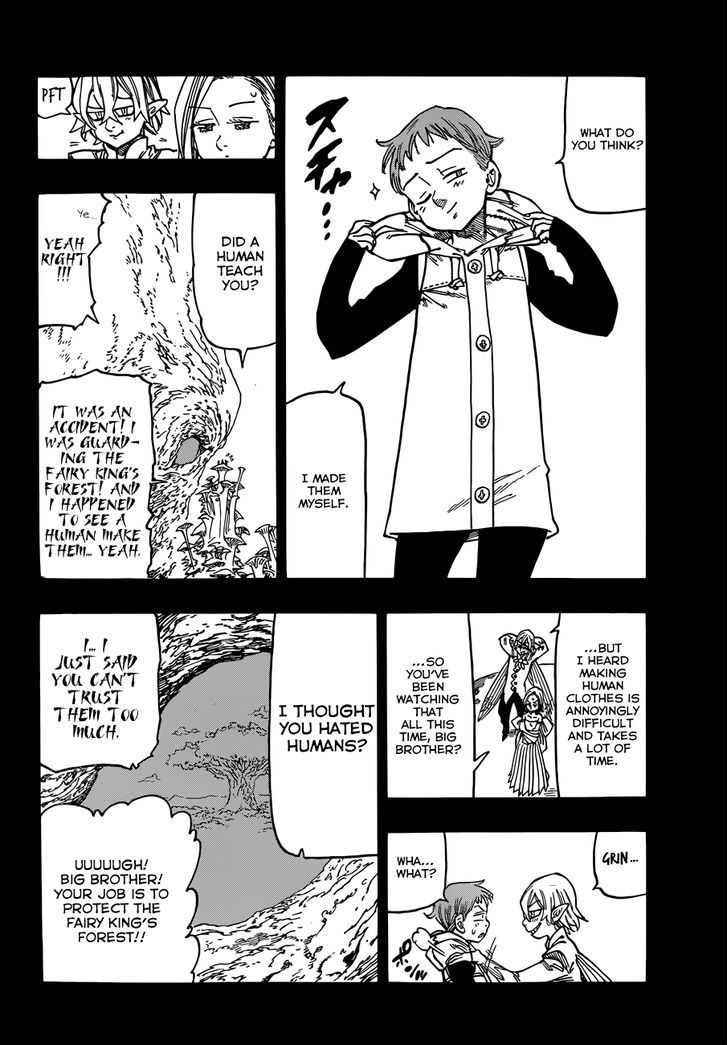 WHAT DO
YOU THINK?
スチャ…
I MADE
THEM
MYSELF.
PFT
DID A
HUMAN
TEACH
YOU?
Ye...
YEAH
RIGHT
!!!
IT WAS AN
ACCIDENT! I
WAS GUARD-
ING THE
FAIRY KING'S
FOREST! AND
I HAPPENED
TO SEE A
HUMAN MAKE
THEM... YEAH.
...BUT
I HEARD
MAKING
HUMAN
CLOTHES IS
ANNOYINGLY
DIFFICULT
AND TAKES
A LOT OF
TIME.
...SO
YOU'VE
BEEN
WATCHING
THAT
ALL THIS
TIME, BIG
BROTHER?
GRIN...
WHA...
WHAT?
I THOUGHT
YOU HATED
HUMANS?
I... I
JUST SAID
YOU CAN'T
TRUST
THEM TOO
MUCH.
UUUUUGH!
BIG BROTHER!
YOUR JOB IS TO
PROTECT THE
FAIRY KING'S
FOREST!!